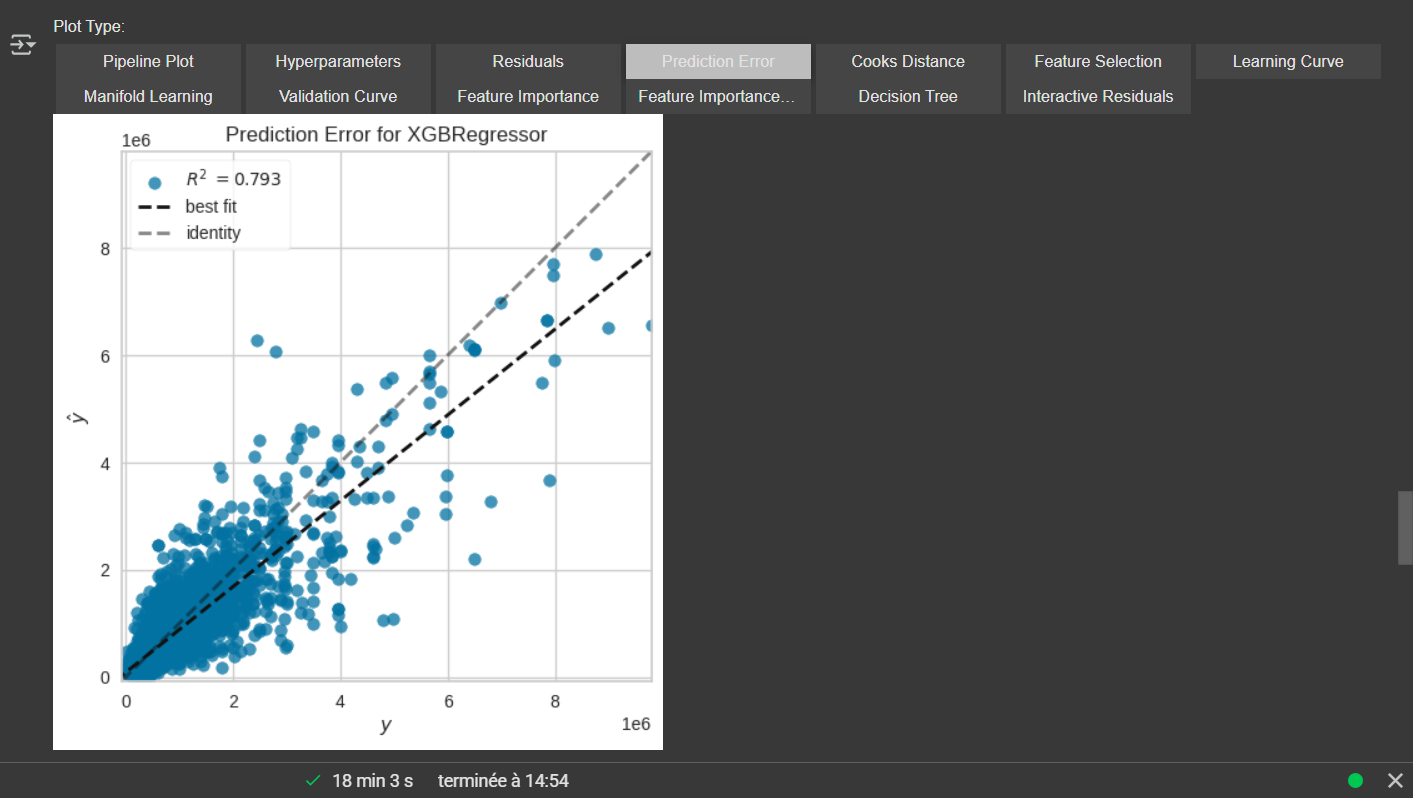 Plot Type:
Pipeline Plot Hyperparameters Residuals Prediction Error Cooks Distance Feature Selection Learning Curve
Manifold Learning Validation Curve Feature Importance Feature Importance… Decision Tree Interactive Residuals
Prediction Error for XGBRegressor
1e6
R² = 0.793
best fit
identity
8
6
4
2
0
ŷ
0 2 4 6 8
y
1e6
18 min 3 s terminée à 14:54